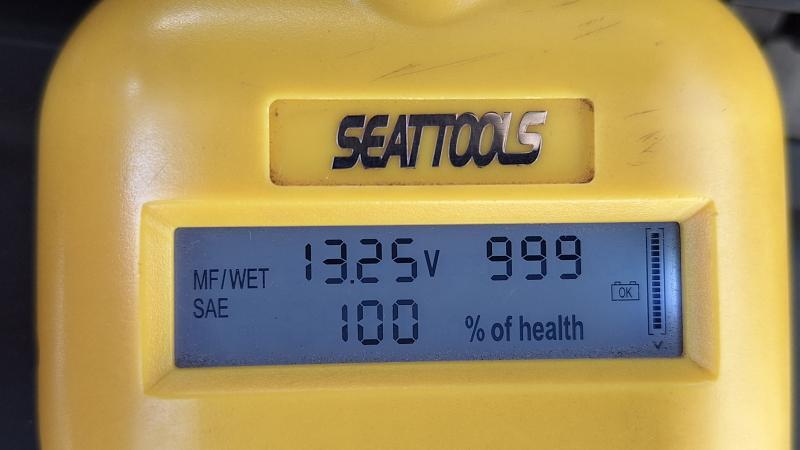 SEATTOOLS
MF/WET 13.25V 999
OK
SAE 100 % of health